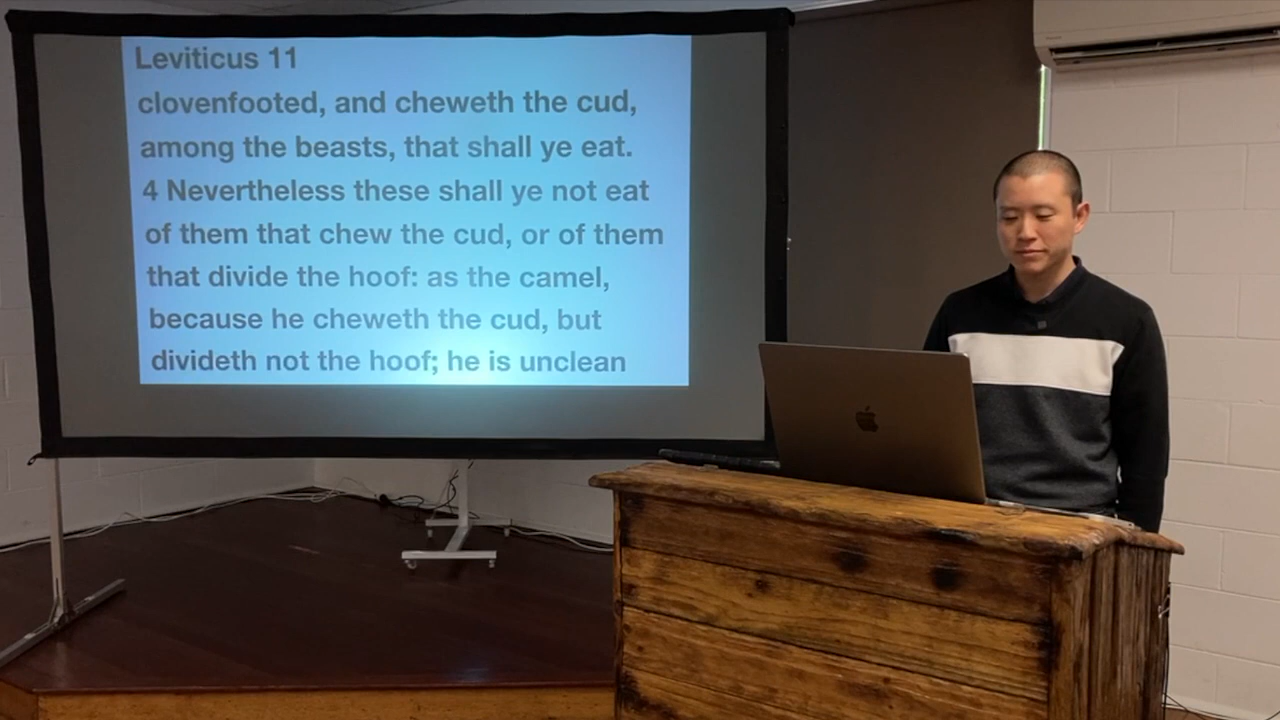 Leviticus 11
clovenfooted, and cheweth the cud,
among the beasts, that shall ye eat.
4 Nevertheless these shall ye not eat
of them that chew the cud, or of them
that divide the hoof: as the camel,
because he cheweth the cud, but
divideth not the hoof; he is unclean